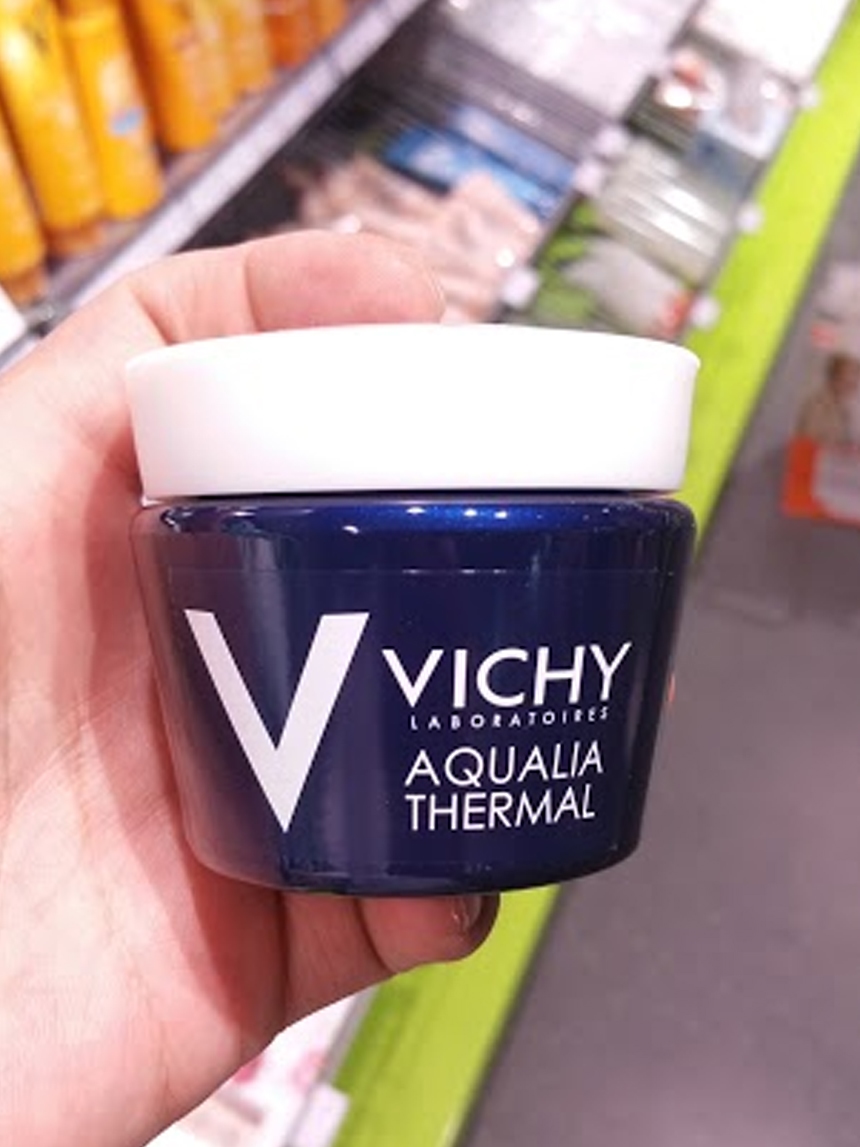 V
VICHY
LABORATOIRES
AQUALIA
THERMAL